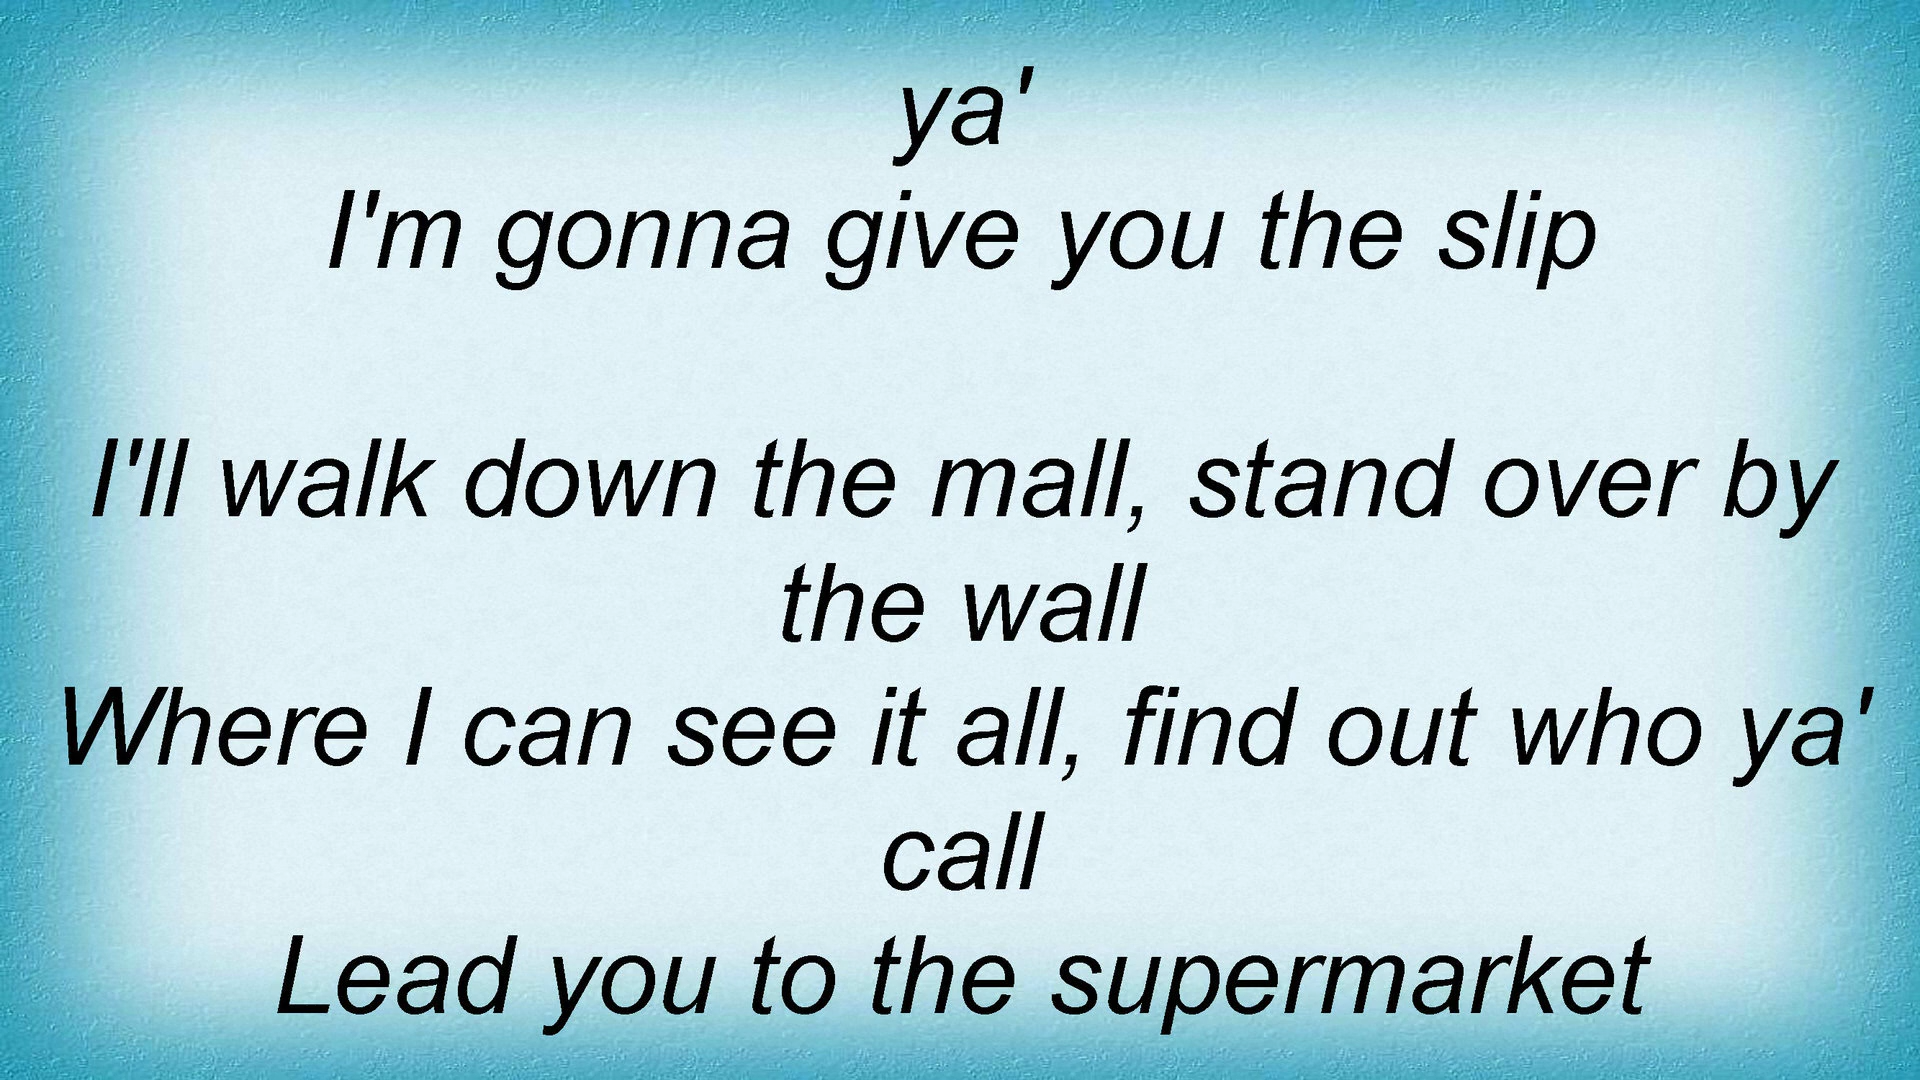 ya'
I'm gonna give you the slip
I'll walk down the mall, stand over by
the wall
Where I can see it all, find out who ya'
call
Lead you to the supermarket